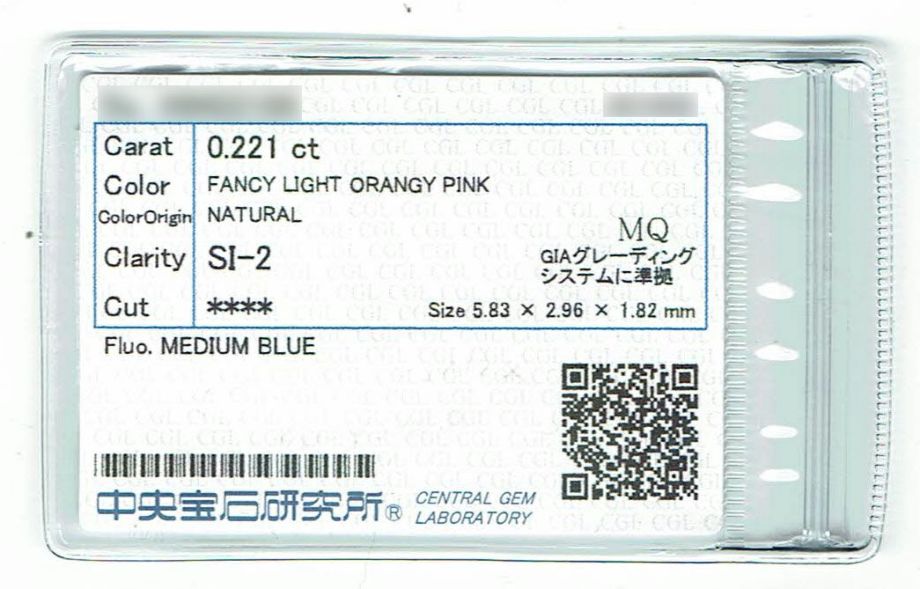 Carat 0.221 ct
Color FANCY LIGHT ORANGY PINK
ColorOrigin NATURAL
MQ
Clarity SI-2
GIAグレーディング
システムに準拠
Cut ****
Size 5.83 × 2.96 × 1.82 mm
Fluo. MEDIUM BLUE
中央宝石研究所® CENTRAL GEM
LABORATORY